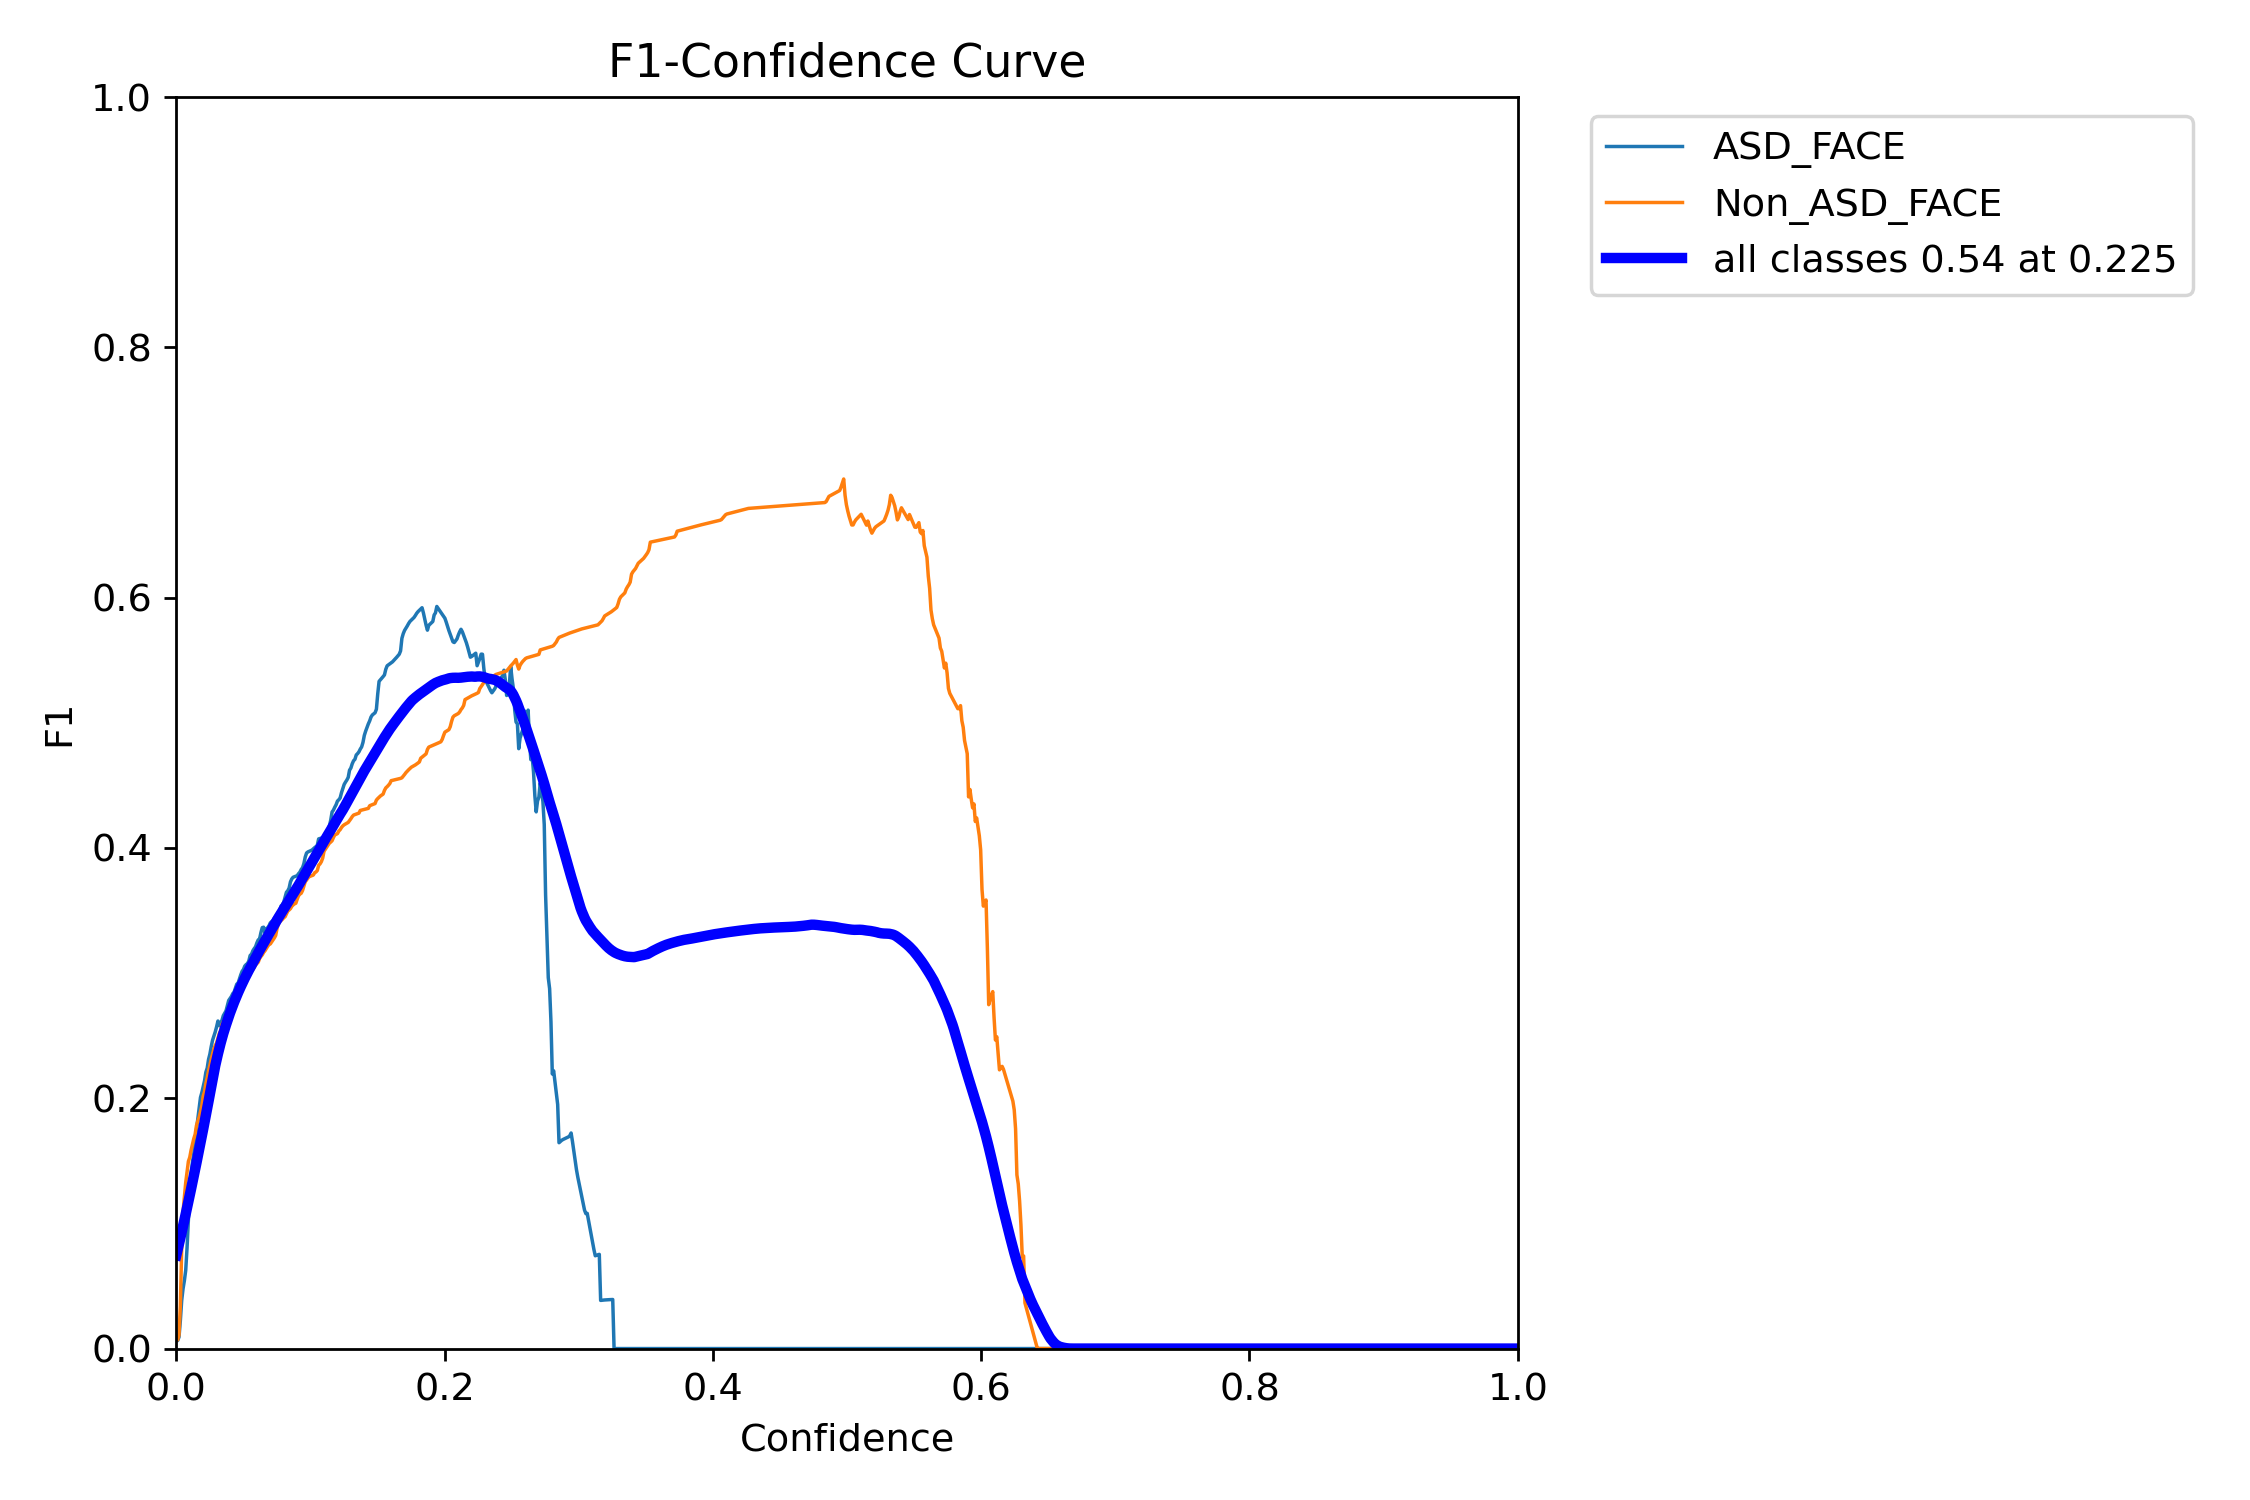 F1-Confidence Curve
1.0
0.8
0.6
0.4
0.2
0.0
F1
0.0 0.2 0.4 0.6 0.8 1.0
Confidence
ASD_FACE
Non_ASD_FACE
all classes 0.54 at 0.225